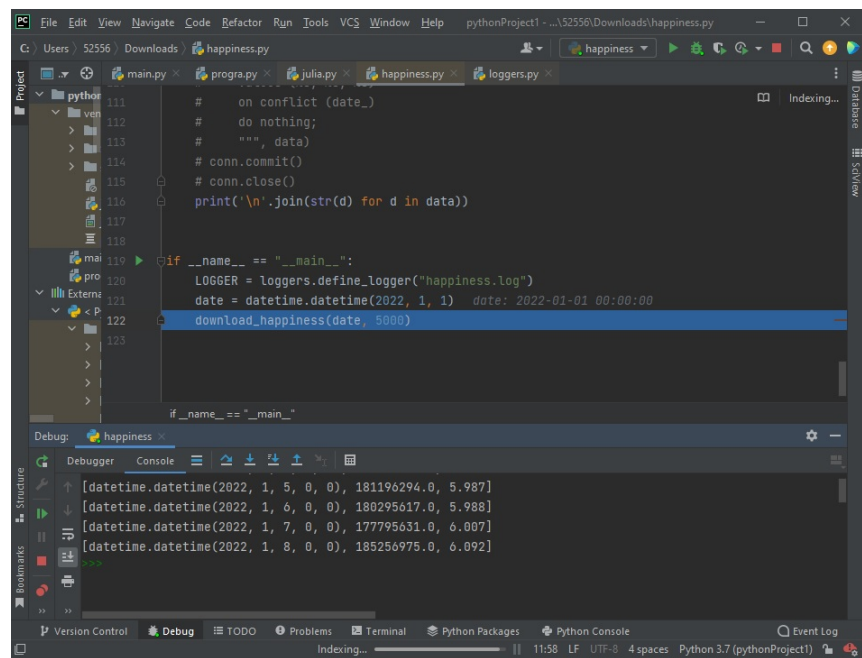 PC File Edit View Navigate Code Refactor Run Tools VCS Window Help pythonProject1 - ...\52556\Downloads\happiness.py
C: Users 52556 Downloads happiness.py happiness
Project main.py progra.py julia.py happiness.py loggers.py
111 # on conflict (date_)
112 # do nothing;
113 # """, data)
114 # conn.commit()
115 # conn.close()
116 print('\n'.join(str(d) for d in data))
117
118
119 if __name__ == "__main__":
120 LOGGER = loggers.define_logger("happiness.log")
121 date = datetime.datetime(2022, 1, 1) date: 2022-01-01 00:00:00
122 download_happiness(date, 5000)
123
Indexing...
python
ven
mai
pro
Externa
< P
Database
SciView
if __name__ == "__main__"
Debug: happiness
Debugger Console
[datetime.datetime(2022, 1, 5, 0, 0), 181196294.0, 5.987]
[datetime.datetime(2022, 1, 6, 0, 0), 180295617.0, 5.988]
[datetime.datetime(2022, 1, 7, 0, 0), 177795631.0, 6.007]
[datetime.datetime(2022, 1, 8, 0, 0), 185256975.0, 6.092]
>>>
Structure
Bookmarks
Version Control Debug TODO Problems Terminal Python Packages Python Console Event Log
Indexing... 11:58 LF UTF-8 4 spaces Python 3.7 (pythonProject1)